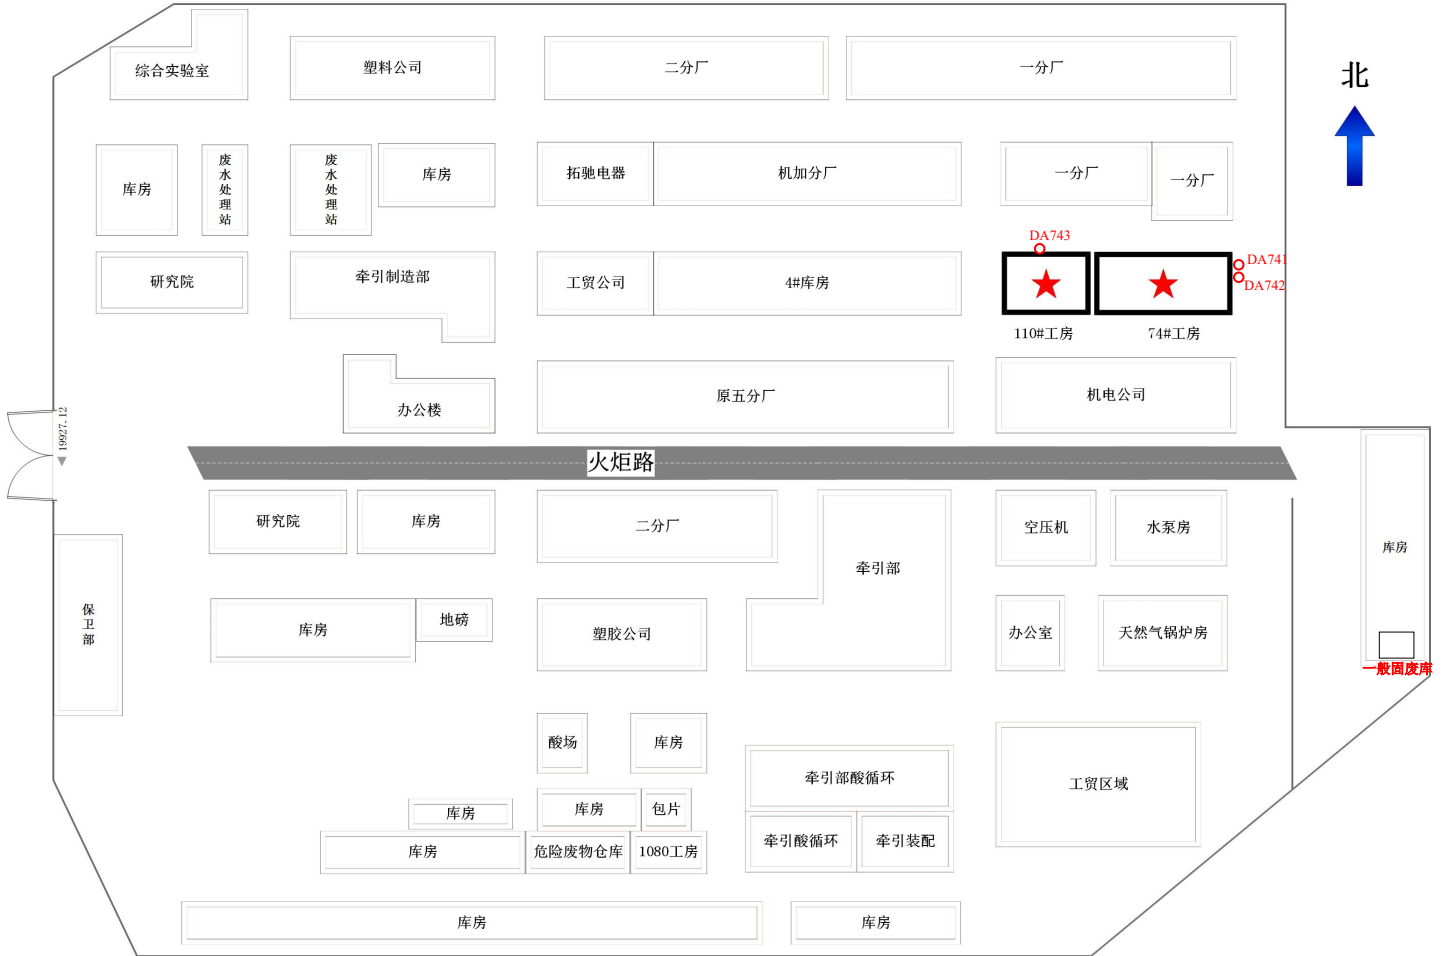 综合实验室
塑料公司
二分厂
一分厂
北
库房
废水处理站
废水处理站
库房
拓驰电器
机加分厂
一分厂
一分厂
DA743
DA741
DA742
研究院
牵引制造部
工贸公司
4#库房
110#工房
74#工房
办公楼
原五分厂
机电公司
19927.12
火炬路
研究院
库房
二分厂
牵引部
空压机
水泵房
库房
保卫部
库房
地磅
塑胶公司
办公室
天然气锅炉房
一般固废库
酸场
库房
牵引部酸循环
工贸区域
库房
库房
包片
库房
危险废物仓库
1080工房
牵引酸循环
牵引装配
库房
库房